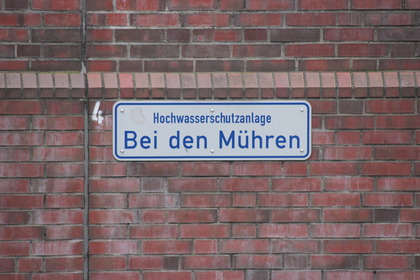 4
Hochwasserschutzanlage
Bei den Mühren